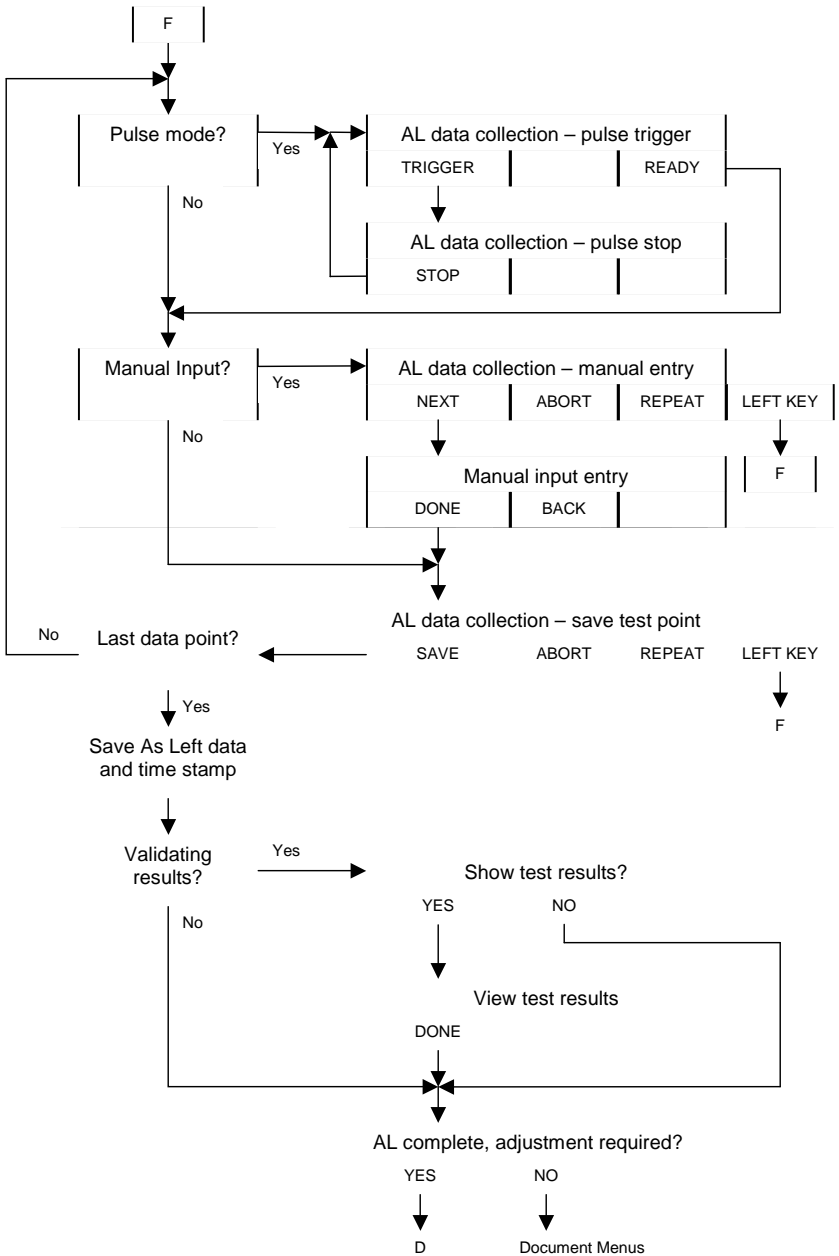 F
Pulse mode?
Yes
No
AL data collection – pulse trigger
TRIGGER
READY
AL data collection – pulse stop
STOP
Manual Input?
Yes
No
AL data collection – manual entry
NEXT
ABORT
REPEAT
LEFT KEY
F
Manual input entry
DONE
BACK
AL data collection – save test point
SAVE
ABORT
REPEAT
LEFT KEY
F
No
Last data point?
Yes
Save As Left data
and time stamp
Validating
results?
Yes
No
Show test results?
YES
NO
View test results
DONE
AL complete, adjustment required?
YES
NO
D
Document Menus